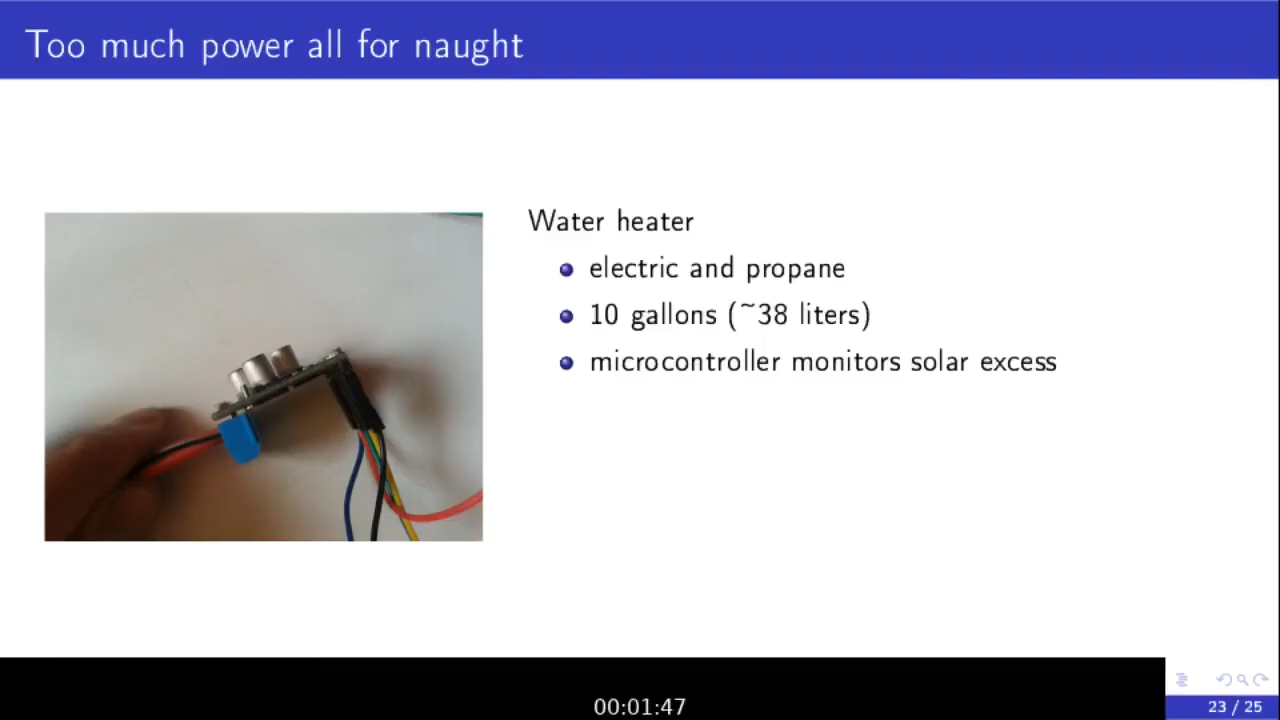 Too much power all for naught
Water heater
electric and propane
10 gallons (~38 liters)
microcontroller monitors solar excess
00:01:47
23 / 25